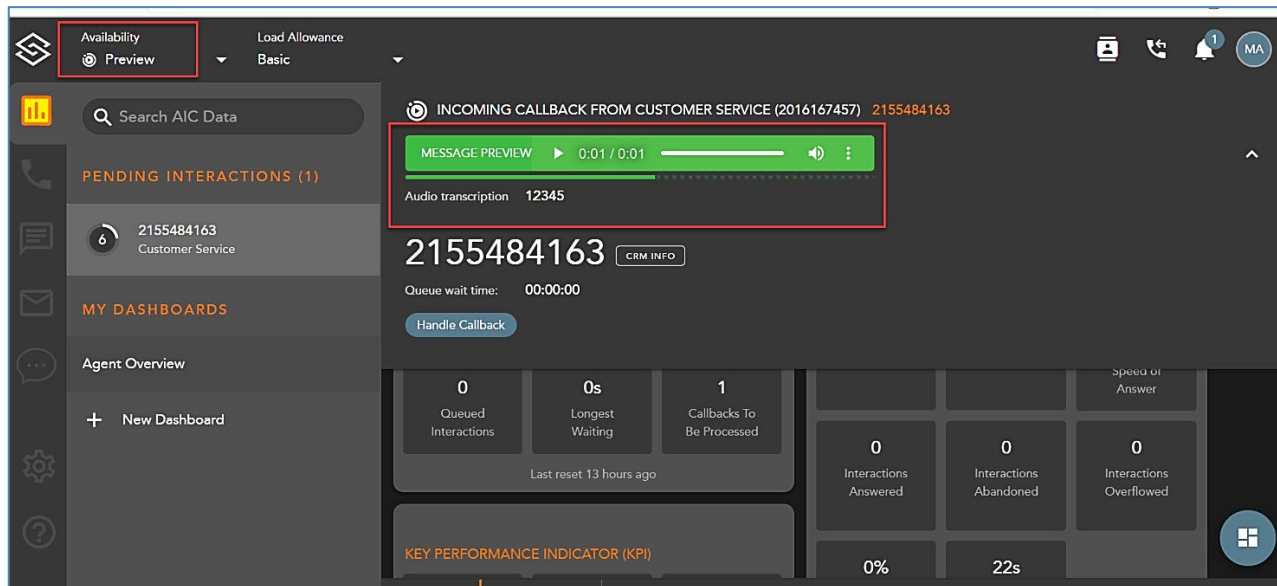 Availability
Preview
Load Allowance
Basic
1
MA
Search AIC Data
PENDING INTERACTIONS (1)
6
2155484163
Customer Service
MY DASHBOARDS
Agent Overview
+ New Dashboard
INCOMING CALLBACK FROM CUSTOMER SERVICE (2016167457) 2155484163
MESSAGE PREVIEW 0:01 / 0:01
Audio transcription 12345
2155484163 CRM INFO
Queue wait time: 00:00:00
Handle Callback
0
Queued
Interactions
0s
Longest
Waiting
1
Callbacks To
Be Processed
Last reset 13 hours ago
KEY PERFORMANCE INDICATOR (KPI)
Speed of
Answer
0
Interactions
Answered
0
Interactions
Abandoned
0
Interactions
Overflowed
0%
22s